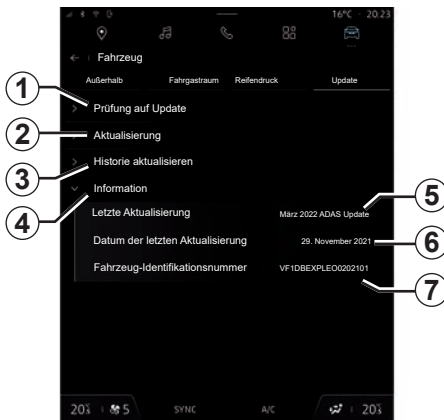 16°C 20:23
Fahrzeug
Außerhalb Fahrgastraum Reifendruck Update
1 Prüfung auf Update
2 Aktualisierung
3 Historie aktualisieren
4 Information
Letzte Aktualisierung März 2022 ADAS Update 5
Datum der letzten Aktualisierung 29. November 2021 6
Fahrzeug-Identifikationsnummer VF1DBEXPLEO0202101 7
5 SYNC A/C